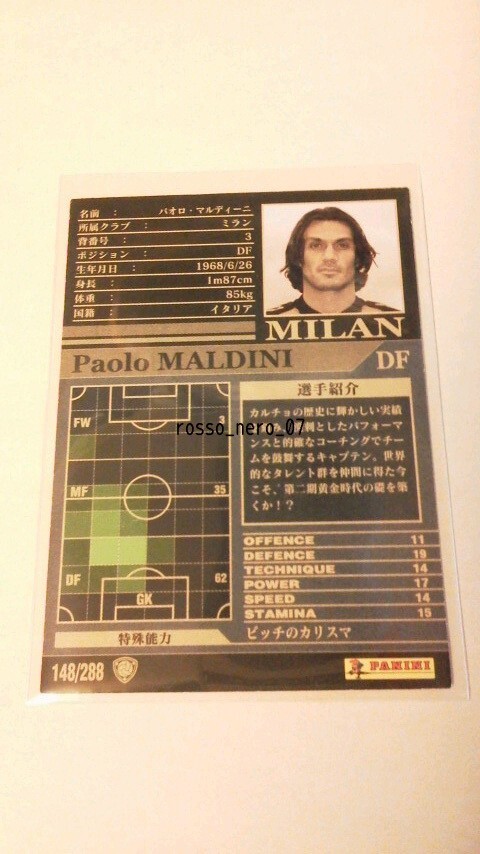 名前 : パオロ・マルディーニ
所属クラブ : ミラン
背番号 : 3
ポジション : DF
生年月日 : 1968/6/26
身長 : 1m87cm
体重 : 85kg
国籍 : イタリア
MILAN
Paolo MALDINI
DF
FW 3
MF 35
DF 62
GK
選手紹介
カルチョの歴史に輝かしい実績
としたパフォーマ
ンスと的確なコーチングでチー
ムを鼓舞するキャプテン。世界
的なタレント群を仲間に得た今
こそ、第二期黄金時代の礎を築
くか!?
rosso_nero_07
OFFENCE 11
DEFENCE 19
TECHNIQUE 14
POWER 17
SPEED 14
STAMINA 15
特殊能力
ピッチのカリスマ
148/288
PANINI